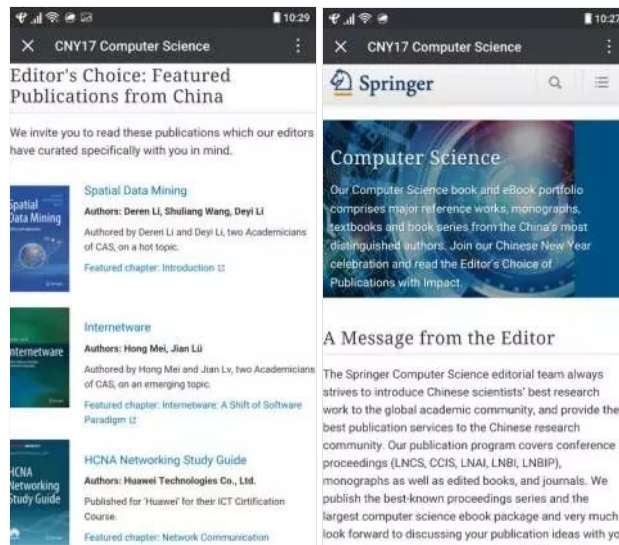 10:29
CNY17 Computer Science
Editor's Choice: Featured
Publications from China
We invite you to read these publications which our editors
have curated specifically with you in mind.
Spatial
Data Mining
Springer
Spatial Data Mining
Authors: Deren Li, Shuliang Wang, Deyi Li
Authored by Deren Li and Deyi Li, two Academicians
of CAS, on a hot topic.
Featured chapter: Introduction
Internetware
Internetware
Authors: Hong Mei, Jian Lü
Authored by Hong Mei and Jian Lv, two Academicians
of CAS, on an emerging topic.
Featured chapter: Internetware: A Shift of Software
Paradigm
HCNA
Networking
Study Guide
HCNA Networking Study Guide
Authors: Huawei Technologies Co., Ltd.
Published for 'Huawei' for their ICT Cirtification
Course.
Featured chapter: Network Communication
10:27
CNY17 Computer Science
Springer
Computer Science
Our Computer Science book and eBook portfolio
comprises major reference works, monographs,
textbooks and book series from the China's most
distinguished authors. Join our Chinese New Year
celebration and read the Editor's Choice of
Publications with Impact.
A Message from the Editor
The Springer Computer Science editorial team always
strives to introduce Chinese scientists' best research
work to the global academic community, and provide the
best publication services to the Chinese research
community. Our publication program covers conference
proceedings (LNCS, CCIS, LNAI, LNBI, LNBIP),
monographs as well as edited books, and journals. We
publish the best-known proceedings series and the
largest computer science ebook package and very much
look forward to discussing your publication ideas with yo